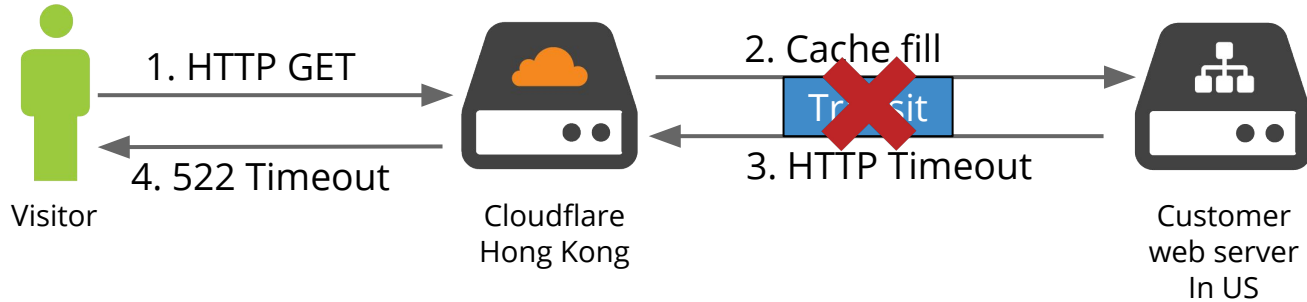 1. HTTP GET
2. Cache fill
Transit
3. HTTP Timeout
4. 522 Timeout
Visitor
Cloudflare
Hong Kong
Customer
web server
In US